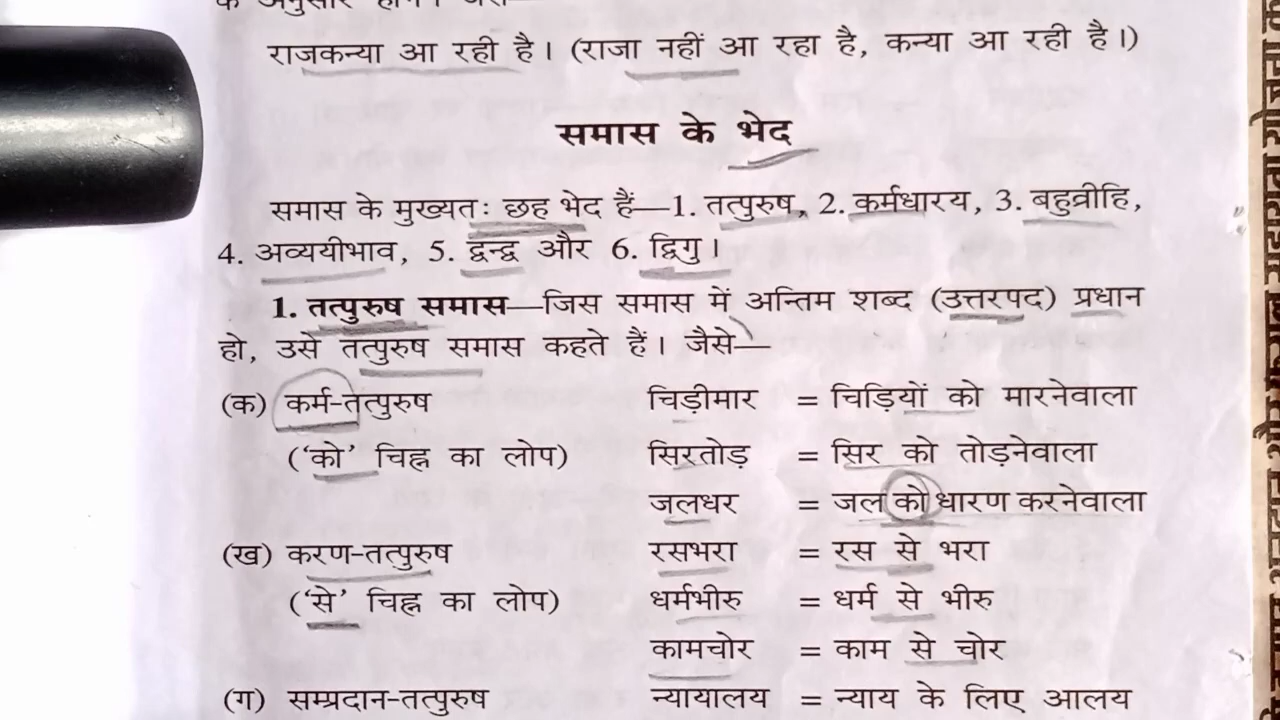 राजकन्या आ रही है। (राजा नहीं आ रहा है, कन्या आ रही है।)
समास के भेद
समास के मुख्यतः छह भेद हैं—1. तत्पुरुष, 2. कर्मधारय, 3. बहुव्रीहि,
4. अव्ययीभाव, 5. द्वन्द्व और 6. द्विगु।
1. तत्पुरुष समास—जिस समास में अन्तिम शब्द (उत्तरपद) प्रधान
हो, उसे तत्पुरुष समास कहते हैं। जैसे—
(क) कर्म-तत्पुरुष चिड़ीमार = चिड़ियों को मारनेवाला
('को' चिह्न का लोप) सिरतोड़ = सिर को तोड़नेवाला
जलधर = जल को धारण करनेवाला
(ख) करण-तत्पुरुष रसभरा = रस से भरा
('से' चिह्न का लोप) धर्मभीरु = धर्म से भीरु
कामचोर = काम से चोर
(ग) सम्प्रदान-तत्पुरुष न्यायालय = न्याय के लिए आलय